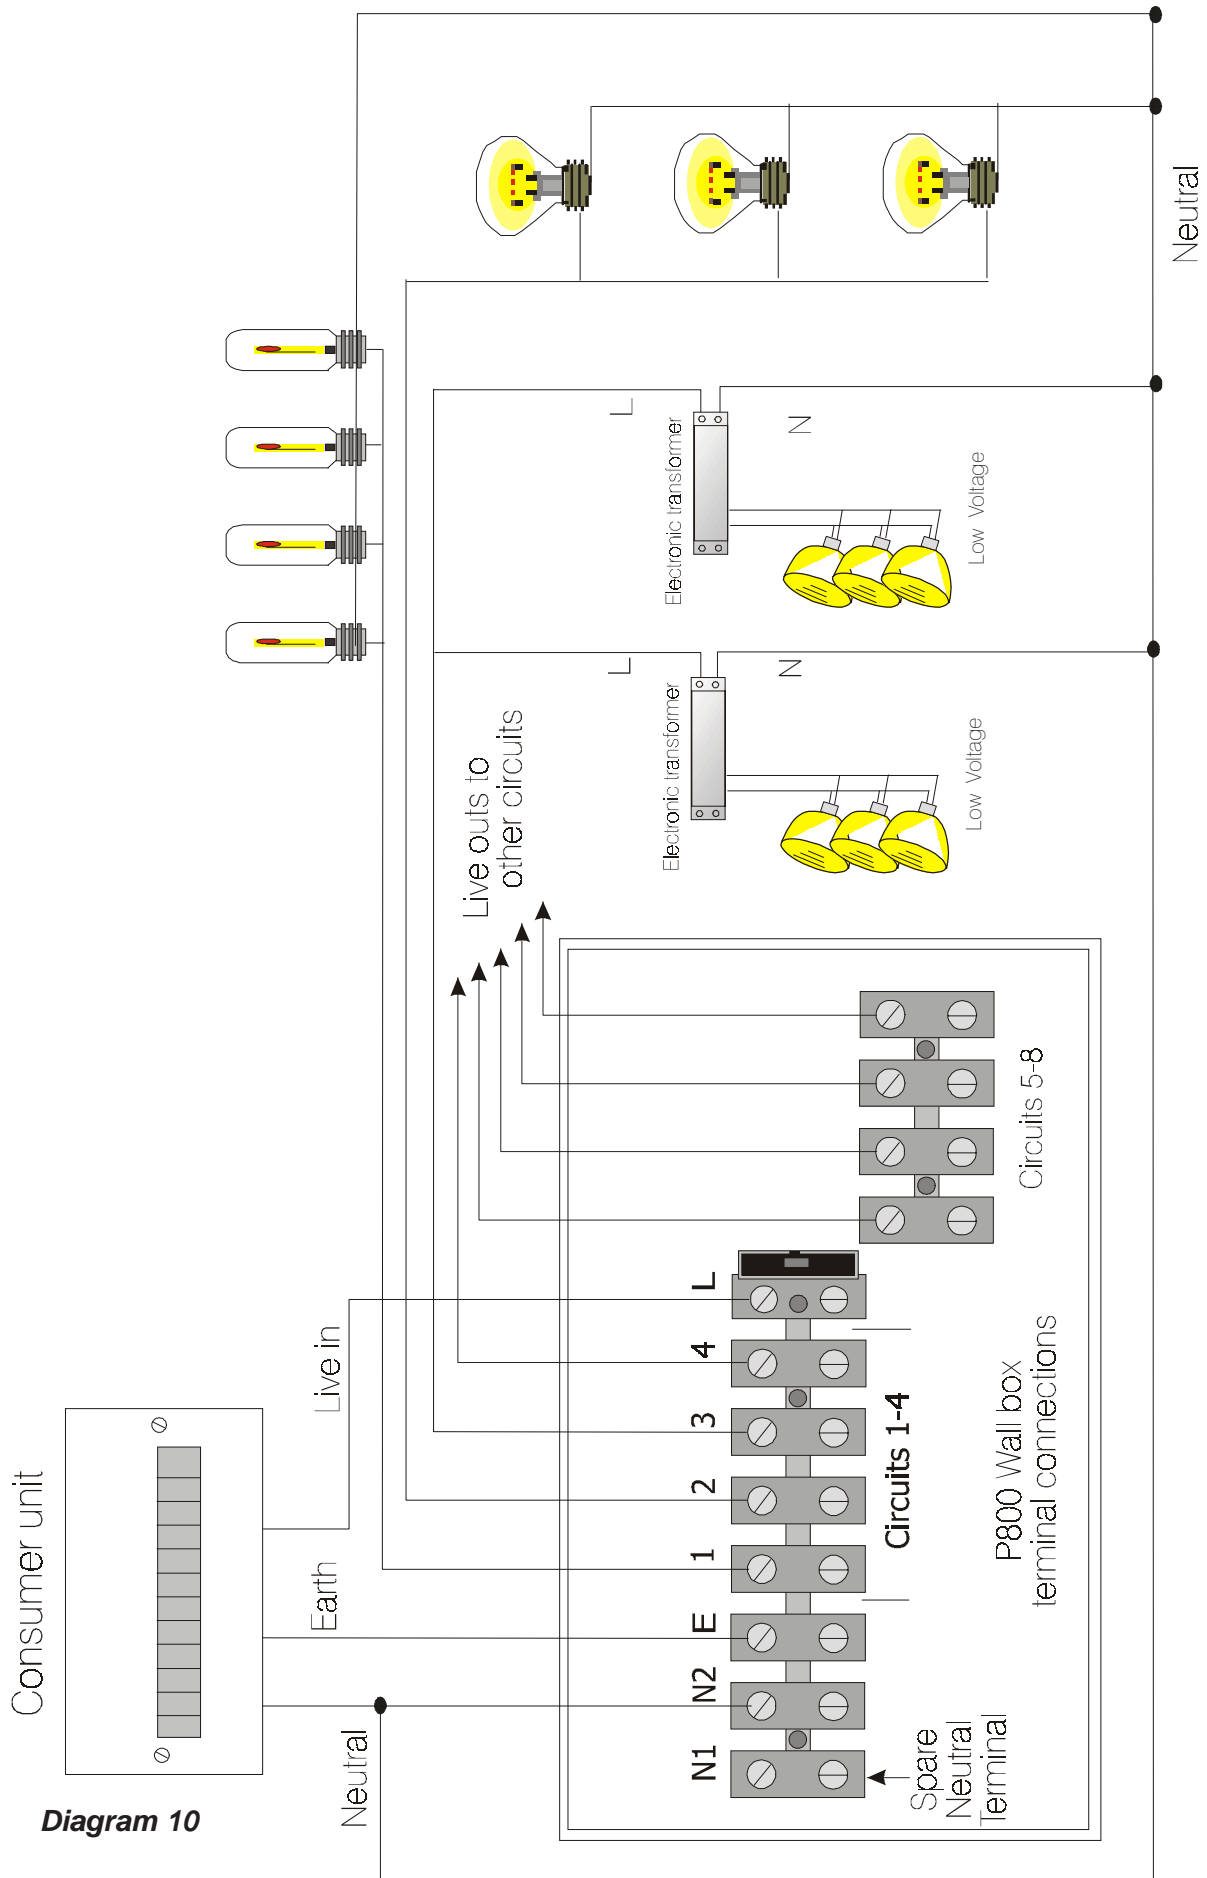 Consumer unit
Live in
Earth
Neutral
Live outs to
other circuits
Electronic transformer
L
N
Low Voltage
Electronic transformer
L
N
Low Voltage
Neutral
N1
N2
E
1
2
3
4
L
Circuits 1-4
Circuits 5-8
Spare
Neutral
Terminal
P800 Wall box
terminal connections
Diagram 10